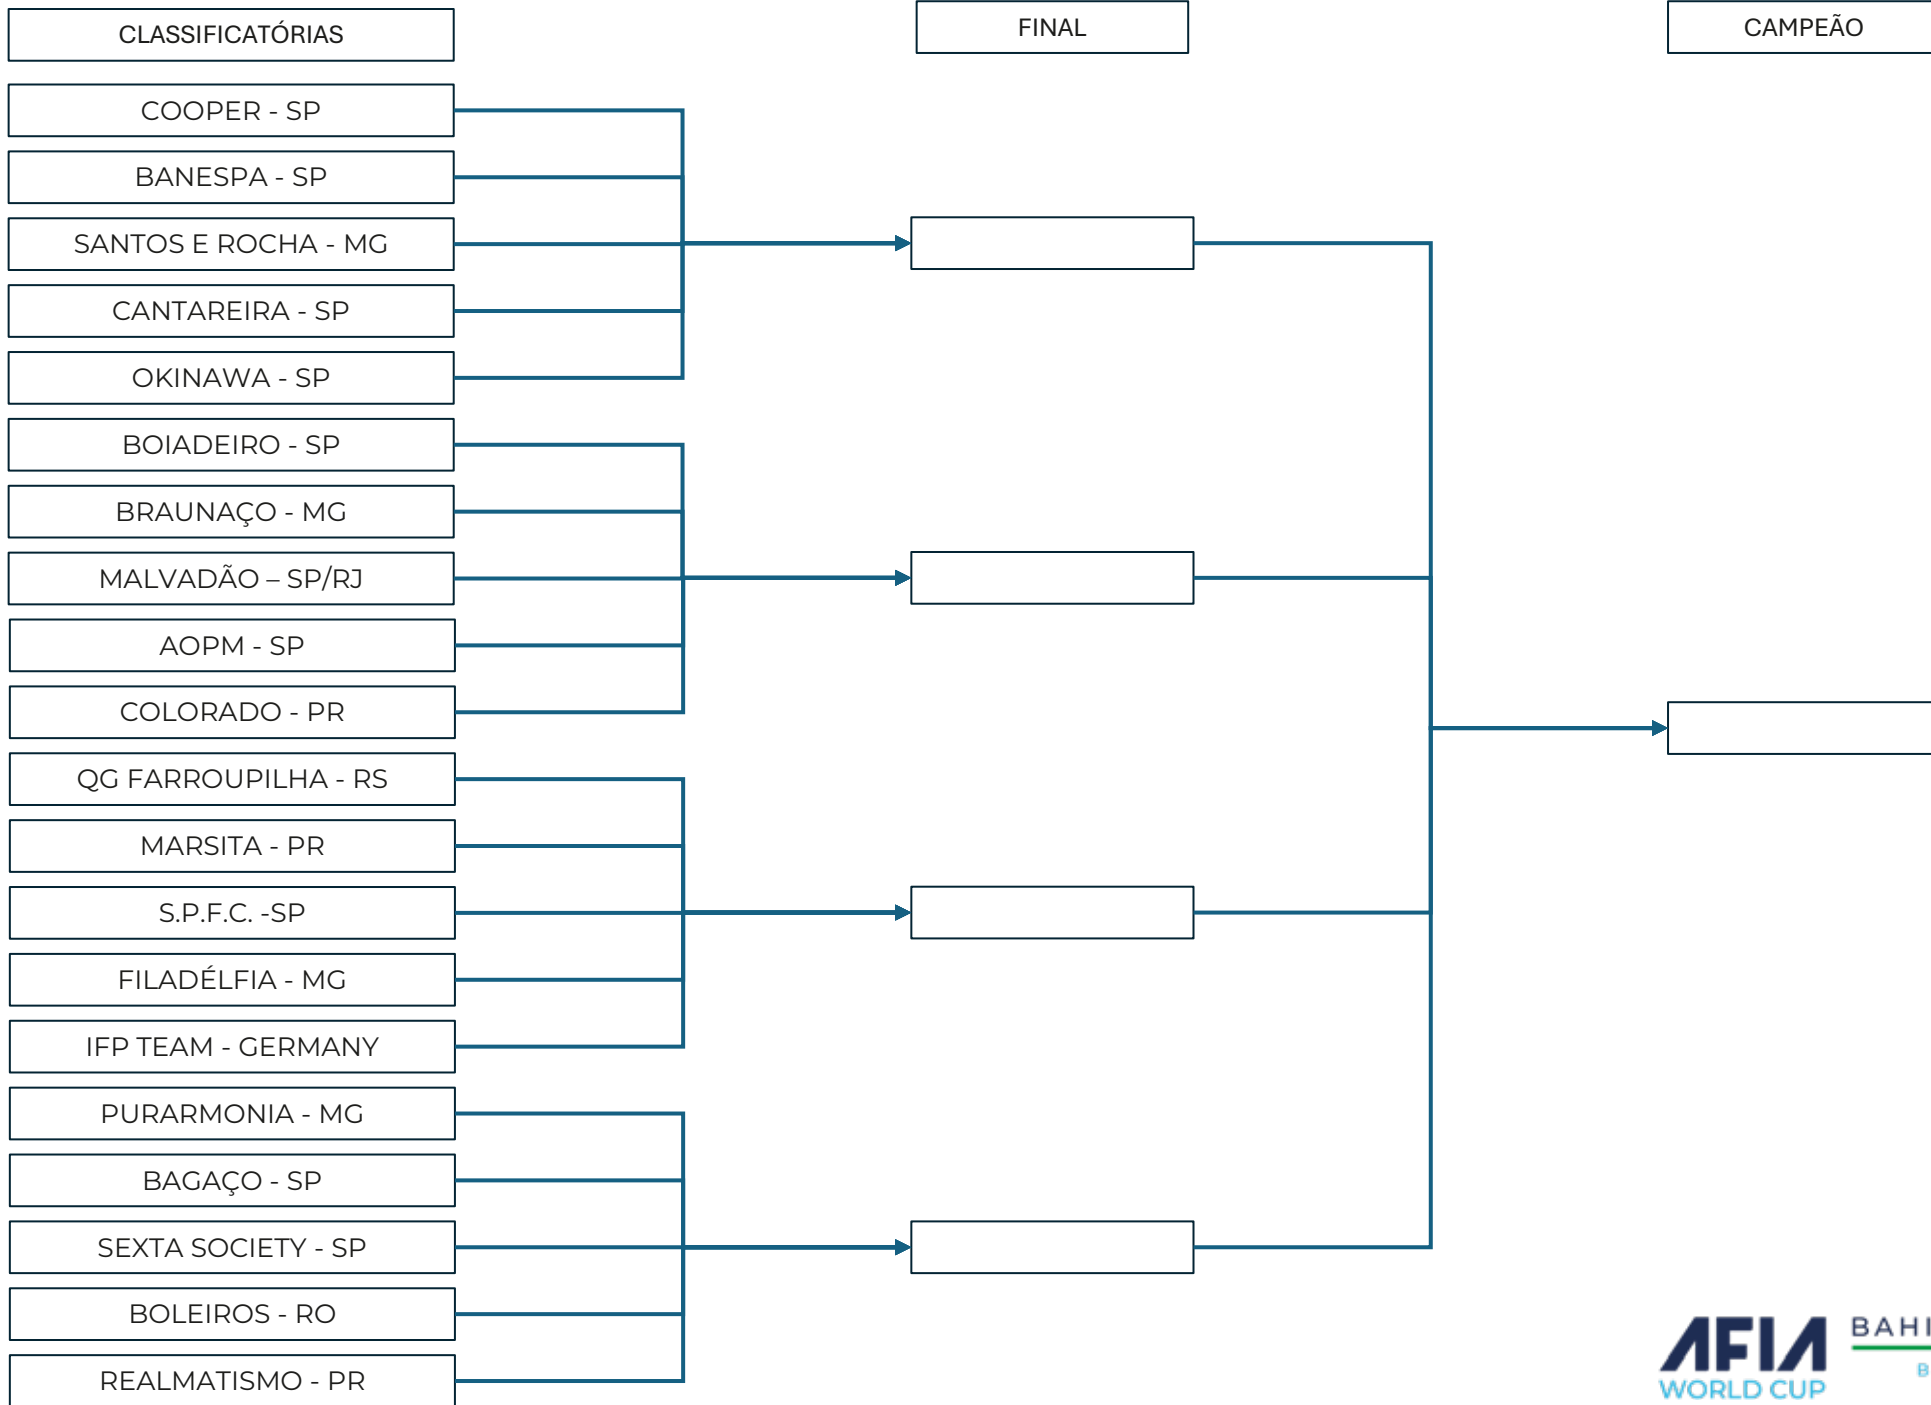 CLASSIFICATÓRIAS
FINAL
CAMPEÃO
COOPER - SP
BANESPA - SP
SANTOS E ROCHA - MG
CANTAREIRA - SP
OKINAWA - SP
BOIADEIRO - SP
BRAUNAÇO - MG
MALVADÃO – SP/RJ
AOPM - SP
COLORADO - PR
QG FARROUPILHA - RS
MARSITA - PR
S.P.F.C. -SP
FILADÉLFIA - MG
IFP TEAM - GERMANY
PURARMONIA - MG
BAGAÇO - SP
SEXTA SOCIETY - SP
BOLEIROS - RO
REALMATISMO - PR
AFIA
WORLD CUP